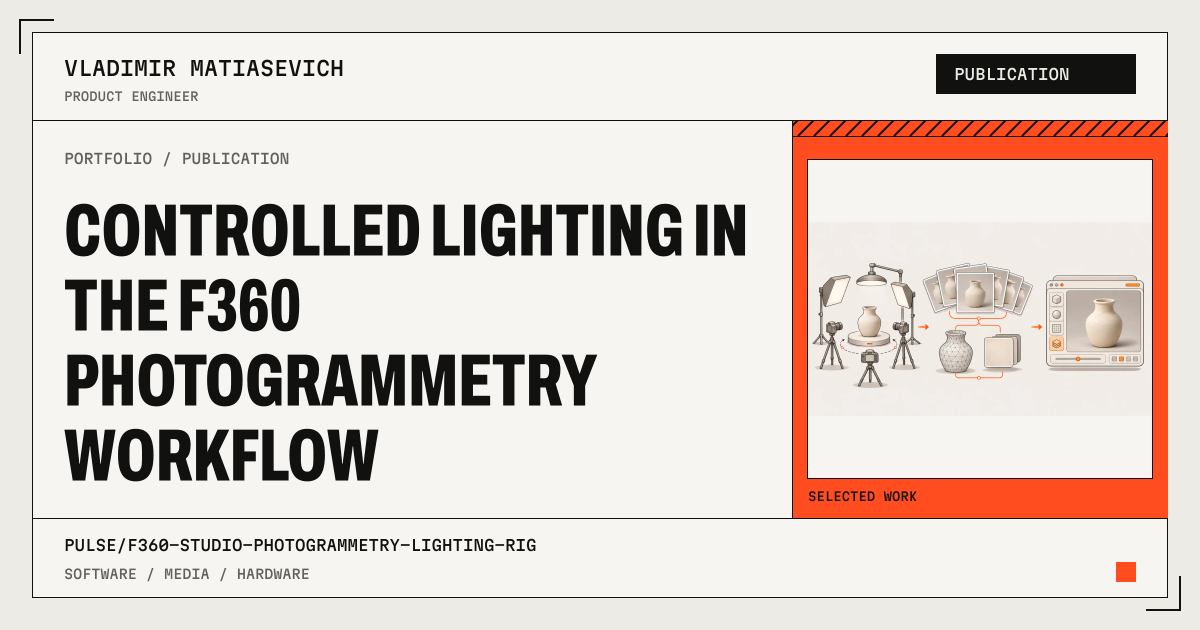 VLADIMIR MATIASEVICH
PRODUCT ENGINEER
PUBLICATION
PORTFOLIO / PUBLICATION
CONTROLLED LIGHTING IN
THE F360
PHOTOGRAMMETRY
WORKFLOW
SELECTED WORK
PULSE/F360–STUDIO–PHOTOGRAMMETRY–LIGHTING–RIG
SOFTWARE / MEDIA / HARDWARE